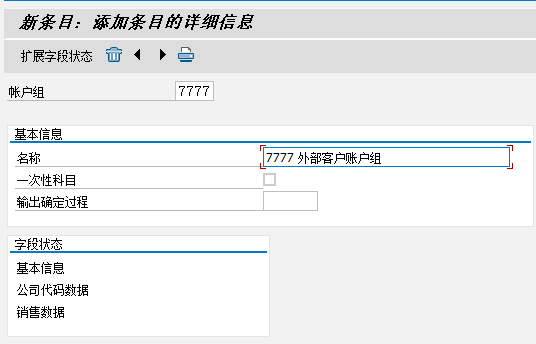 新条目：添加条目的详细信息
扩展字段状态
帐户组 7777
基本信息
名称 7777 外部客户账户组
一次性科目
输出确定过程
字段状态
基本信息
公司代码数据
销售数据